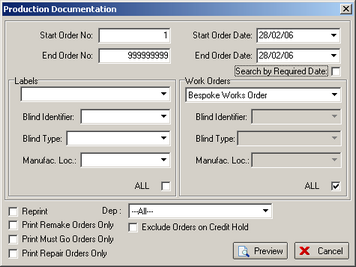 Production Documentation
Start Order No: 1 Start Order Date: 28/02/06
End Order No: 999999999 End Order Date: 28/02/06
Search by Required Date:
Labels Work Orders
Bespoke Works Order
Blind Identifier: Blind Identifier:
Blind Type: Blind Type:
Manufac. Loc.: Manufac. Loc.:
ALL ALL
Reprint Dep : ---All---
Print Remake Orders Only Exclude Orders on Credit Hold
Print Must Go Orders Only
Print Repair Orders Only Preview Cancel